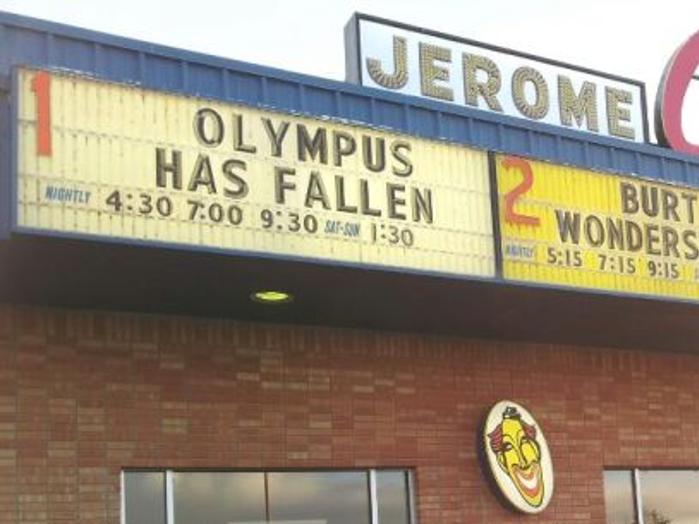 JEROME
1
OLYMPUS
HAS FALLEN
NIGHTLY 4:30 7:00 9:30 SAT-SUN 1:30
2
BURT
WONDERS
NIGHTLY 5:15 7:15 9:15